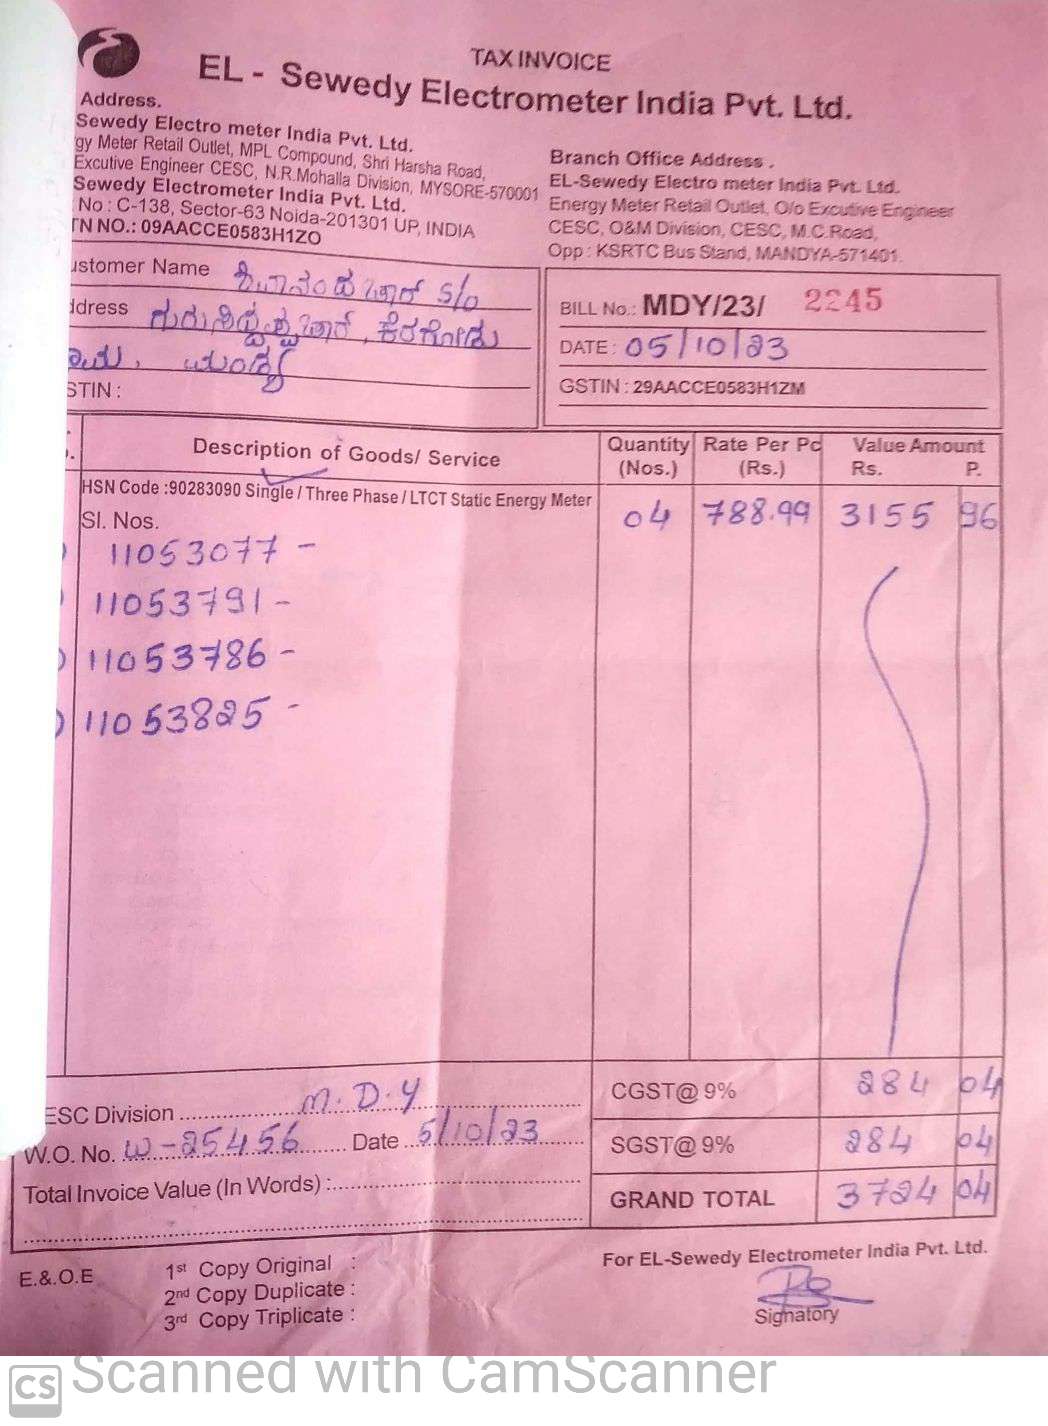 TAX INVOICE
EL - Sewedy Electrometer India Pvt. Ltd.
Address.
Sewedy Electro meter India Pvt. Ltd.
gy Meter Retail Outlet, MPL Compound, Shri Harsha Road,
Excutive Engineer CESC, N.R.Mohalla Division, MYSORE-570001
Sewedy Electrometer India Pvt. Ltd.
No : C-138, Sector-63 Noida-201301 UP, INDIA
TN NO.: 09AACCE0583H1ZO
Branch Office Address .
EL-Sewedy Electro meter India Pvt. Ltd.
Energy Meter Retail Outlet, O/o Excutive Engineer
CESC, O&M Division, CESC, M.C.Road,
Opp : KSRTC Bus Stand, MANDYA-571401.
ustomer Name ಶಿವಾನಂದ S/o
ddress ಕೆರಗೋಡು
ಮಂಡ್ಯ
STIN :
BILL No.: MDY/23/ 2245
DATE : 05/10/23
GSTIN : 29AACCE0583H1ZM
Description of Goods/ Service Quantity (Nos.) Rate Per Pc (Rs.) Value Amount Rs. P.
HSN Code :90283090 Single / Three Phase / LTCT Static Energy Meter
04 788.99 3155 96
Sl. Nos.
11053077 -
11053791 -
11053786 -
11053825 -
CGST@ 9% 284 04
SGST@ 9% 284 04
GRAND TOTAL 3724 04
ESC Division M.D.Y
W.O. No. W-25456 Date 5/10/23
Total Invoice Value (In Words) :
E.&.O.E
1st Copy Original :
2nd Copy Duplicate :
3rd Copy Triplicate :
For EL-Sewedy Electrometer India Pvt. Ltd.
Signatory
CS Scanned with CamScanner